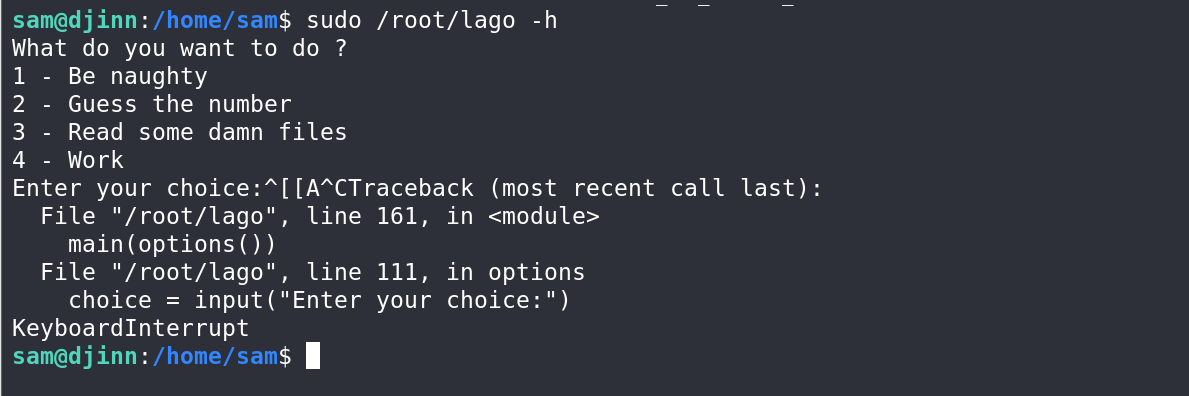 sam@djinn:/home/sam$ sudo /root/lago -h
What do you want to do ?
1 - Be naughty
2 - Guess the number
3 - Read some damn files
4 - Work
Enter your choice:^[[A^CTraceback (most recent call last):
  File "/root/lago", line 161, in <module>
    main(options())
  File "/root/lago", line 111, in options
    choice = input("Enter your choice:")
KeyboardInterrupt
sam@djinn:/home/sam$